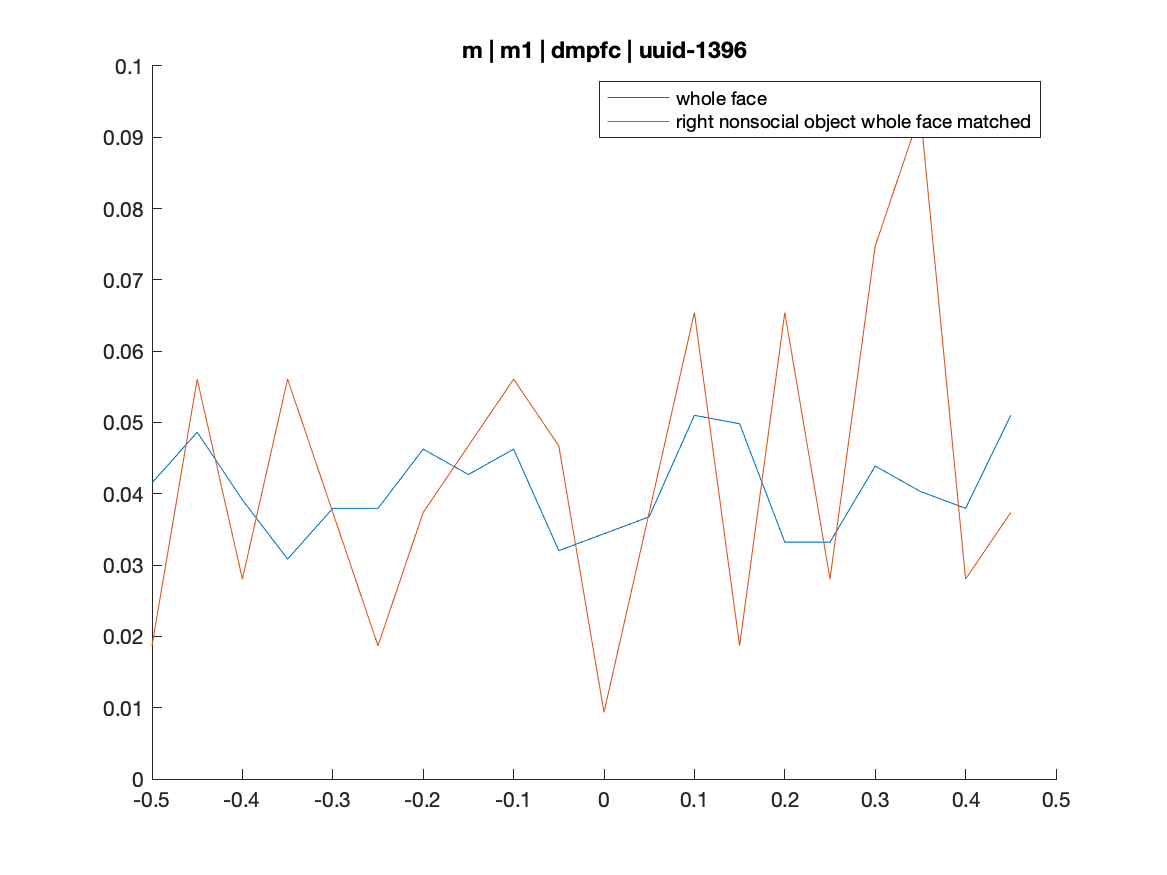 m | m1 | dmpfc | uuid-1396
whole face
right nonsocial object whole face matched
0.1
0.09
0.08
0.07
0.06
0.05
0.04
0.03
0.02
0.01
0
-0.5 -0.4 -0.3 -0.2 -0.1 0 0.1 0.2 0.3 0.4 0.5